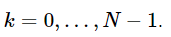 k = 0, . . . , N − 1.